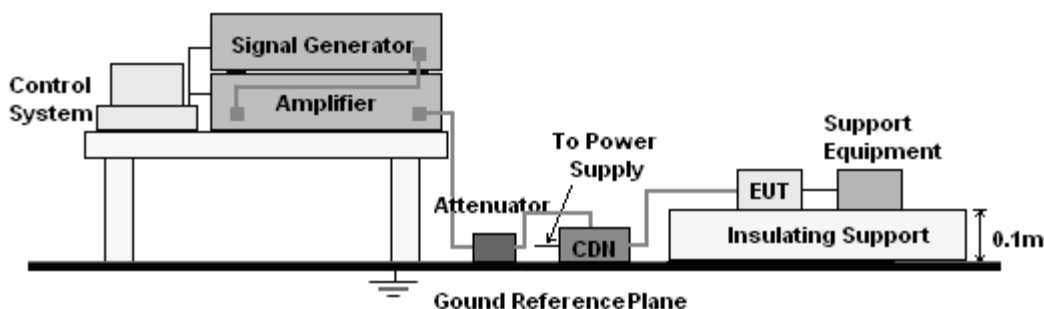 Signal Generator
Control
System
Amplifier
To Power
Supply
Support
Equipment
Attenuator
EUT
CDN
Insulating Support
0.1m
Gound Reference Plane